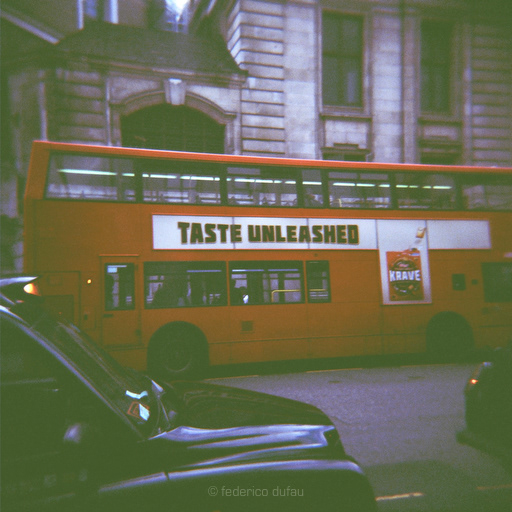 TASTE UNLEASHED
KRAVE
© federico dufau